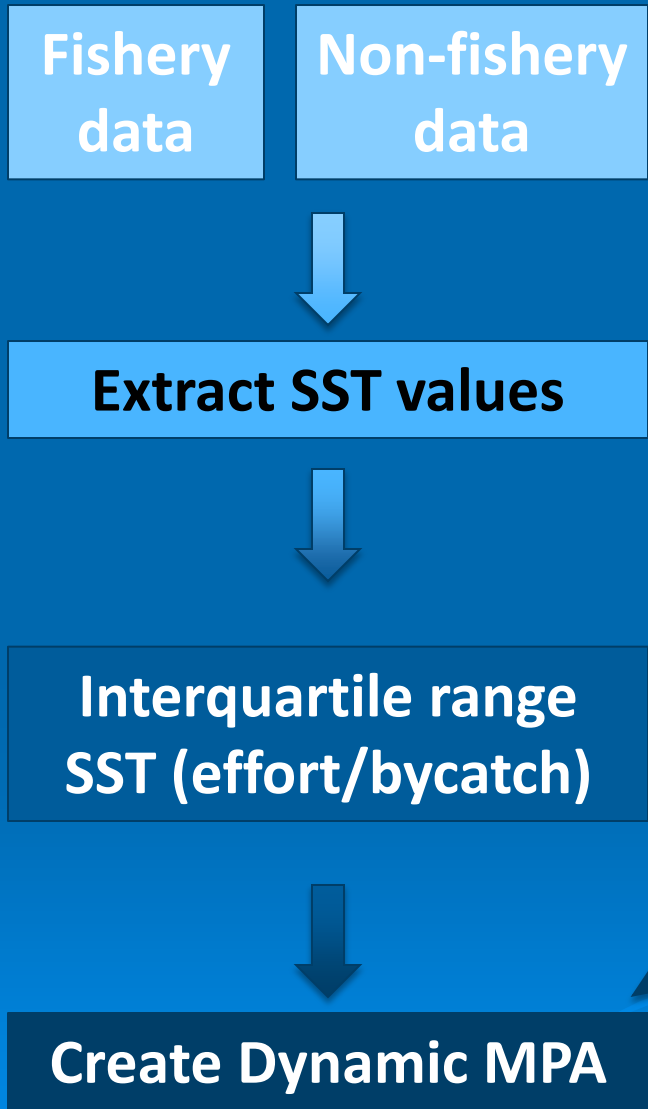 Fishery
data
Non-fishery
data
Extract SST values
Interquartile range
SST (effort/bycatch)
Create Dynamic MPA